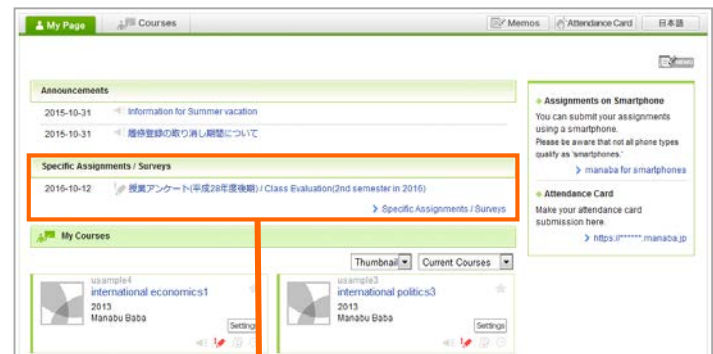 My Page
Courses
Memos
Attendance Card
日本語
MEMO
Announcements
2015-10-31 Information for Summer vacation
2015-10-31 履修登録の取り消し期間について
Specific Assignments / Surveys
2016-10-12 授業アンケート(平成28年度後期) / Class Evaluation(2nd semester in 2016)
Specific Assignments / Surveys
My Courses
Thumbnail
Current Courses
usample4
international economics1
2013
Manabu Baba
Settings
usample3
international politics3
2013
Manabu Baba
Settings
Assignments on Smartphone
You can submit your assignments
using a smartphone.
Please be aware that not all phone types
qualify as 'smartphones.'
manaba for smartphones
Attendance Card
Make your attendance card
submission here.
https://******.manaba.jp